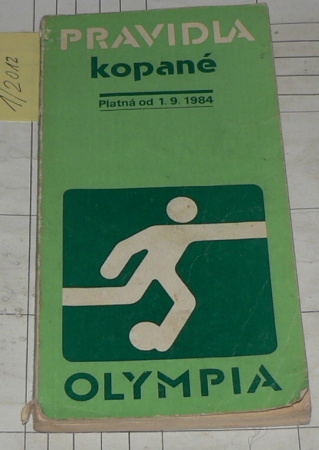 1/2012
PRAVIDLA
kopané
Platná od 1. 9. 1984
OLYMPIA